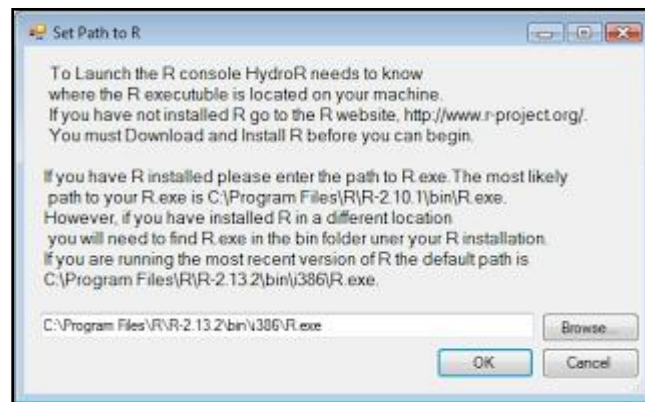 Set Path to R
To Launch the R console HydroR needs to know
where the R executuble is located on your machine.
If you have not installed R go to the R website, http://www.r-project.org/.
You must Download and Install R before you can begin.
If you have R installed please enter the path to R.exe. The most likely
path to your R.exe is C:\Program Files\R\R-2.10.1\bin\R.exe.
However, if you have installed R in a different location
you will need to find R.exe in the bin folder uner your R installation.
If you are running the most recent version of R the default path is
C:\Program Files\R\R-2.13.2\bin\i386\R.exe.
C:\Program Files\R\R-2.13.2\bin\i386\R.exe
Browse...
OK
Cancel